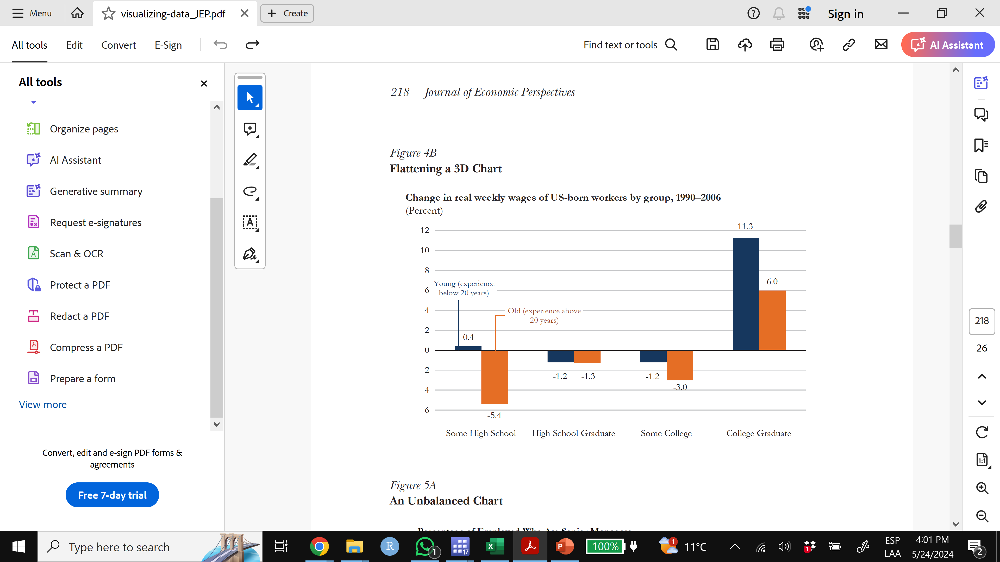 Menu
visualizing-data_JEP.pdf
Create
Sign in
All tools
Edit
Convert
E-Sign
Find text or tools
AI Assistant
All tools
Organize pages
AI Assistant
Generative summary
Request e-signatures
Scan & OCR
Protect a PDF
Redact a PDF
Compress a PDF
Prepare a form
View more
Convert, edit and e-sign PDF forms &
agreements
Free 7-day trial
218 Journal of Economic Perspectives
Figure 4B
Flattening a 3D Chart
Change in real weekly wages of US-born workers by group, 1990–2006
(Percent)
12
10
8
6
4
2
0
-2
-4
-6
Young (experience
below 20 years)
Old (experience above
20 years)
0.4
-5.4
-1.2
-1.3
-1.2
-3.0
11.3
6.0
Some High School
High School Graduate
Some College
College Graduate
Figure 5A
An Unbalanced Chart
218
26
1:1
Type here to search
R
1
17
X
P
100%
1
11°C
1
ESP
LAA
4:01 PM
5/24/2024
2